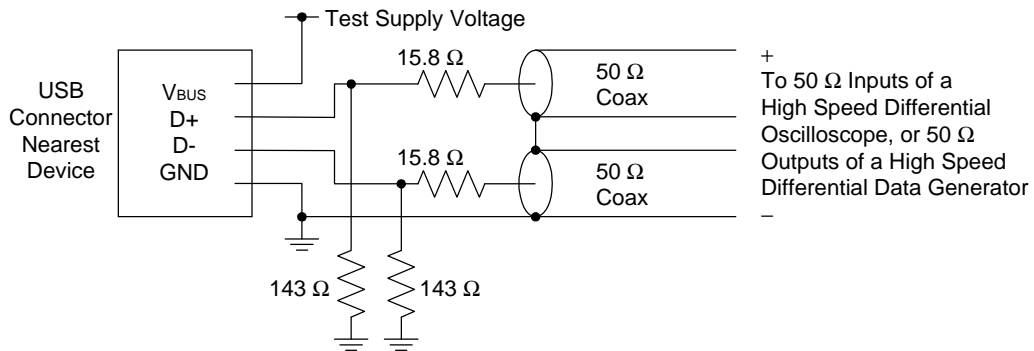 Test Supply Voltage
USB
Connector
Nearest
Device
VBUS
D+
D-
GND
15.8 Ω
50 Ω
Coax
15.8 Ω
50 Ω
Coax
+
To 50 Ω Inputs of a
High Speed Differential
Oscilloscope, or 50 Ω
Outputs of a High Speed
Differential Data Generator
−
143 Ω
143 Ω